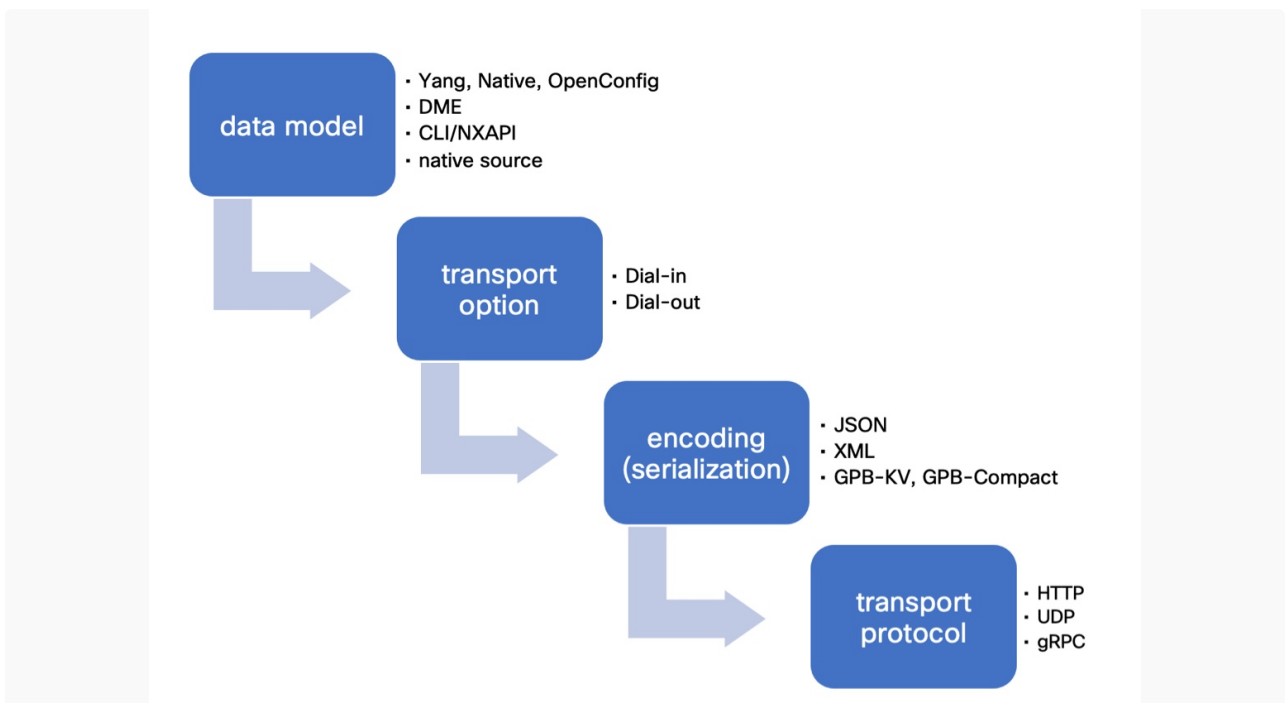 data model
· Yang, Native, OpenConfig
· DME
· CLI/NXAPI
· native source
transport
option
· Dial-in
· Dial-out
encoding
(serialization)
· JSON
· XML
· GPB-KV, GPB-Compact
transport
protocol
· HTTP
· UDP
· gRPC